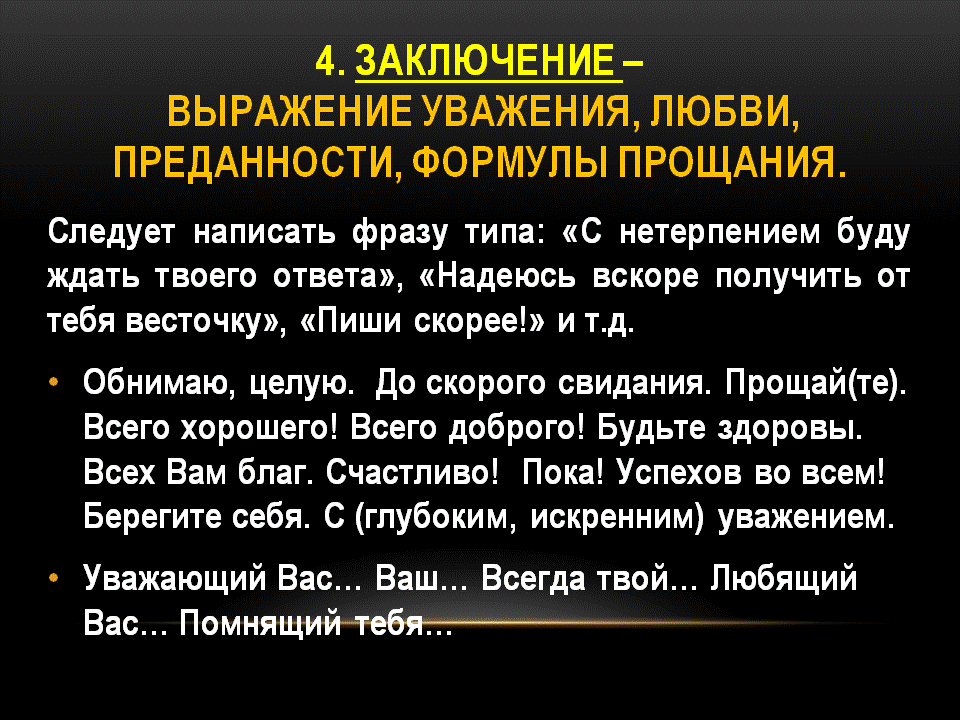 4. ЗАКЛЮЧЕНИЕ –
ВЫРАЖЕНИЕ УВАЖЕНИЯ, ЛЮБВИ,
ПРЕДАННОСТИ, ФОРМУЛЫ ПРОЩАНИЯ.
Следует написать фразу типа: «С нетерпением буду
ждать твоего ответа», «Надеюсь вскоре получить от
тебя весточку», «Пиши скорее!» и т.д.
• Обнимаю, целую. До скорого свидания. Прощай(те).
Всего хорошего! Всего доброго! Будьте здоровы.
Всех Вам благ. Счастливо! Пока! Успехов во всем!
Берегите себя. С (глубоким, искренним) уважением.
• Уважающий Вас… Ваш… Всегда твой… Любящий
Вас… Помнящий тебя…